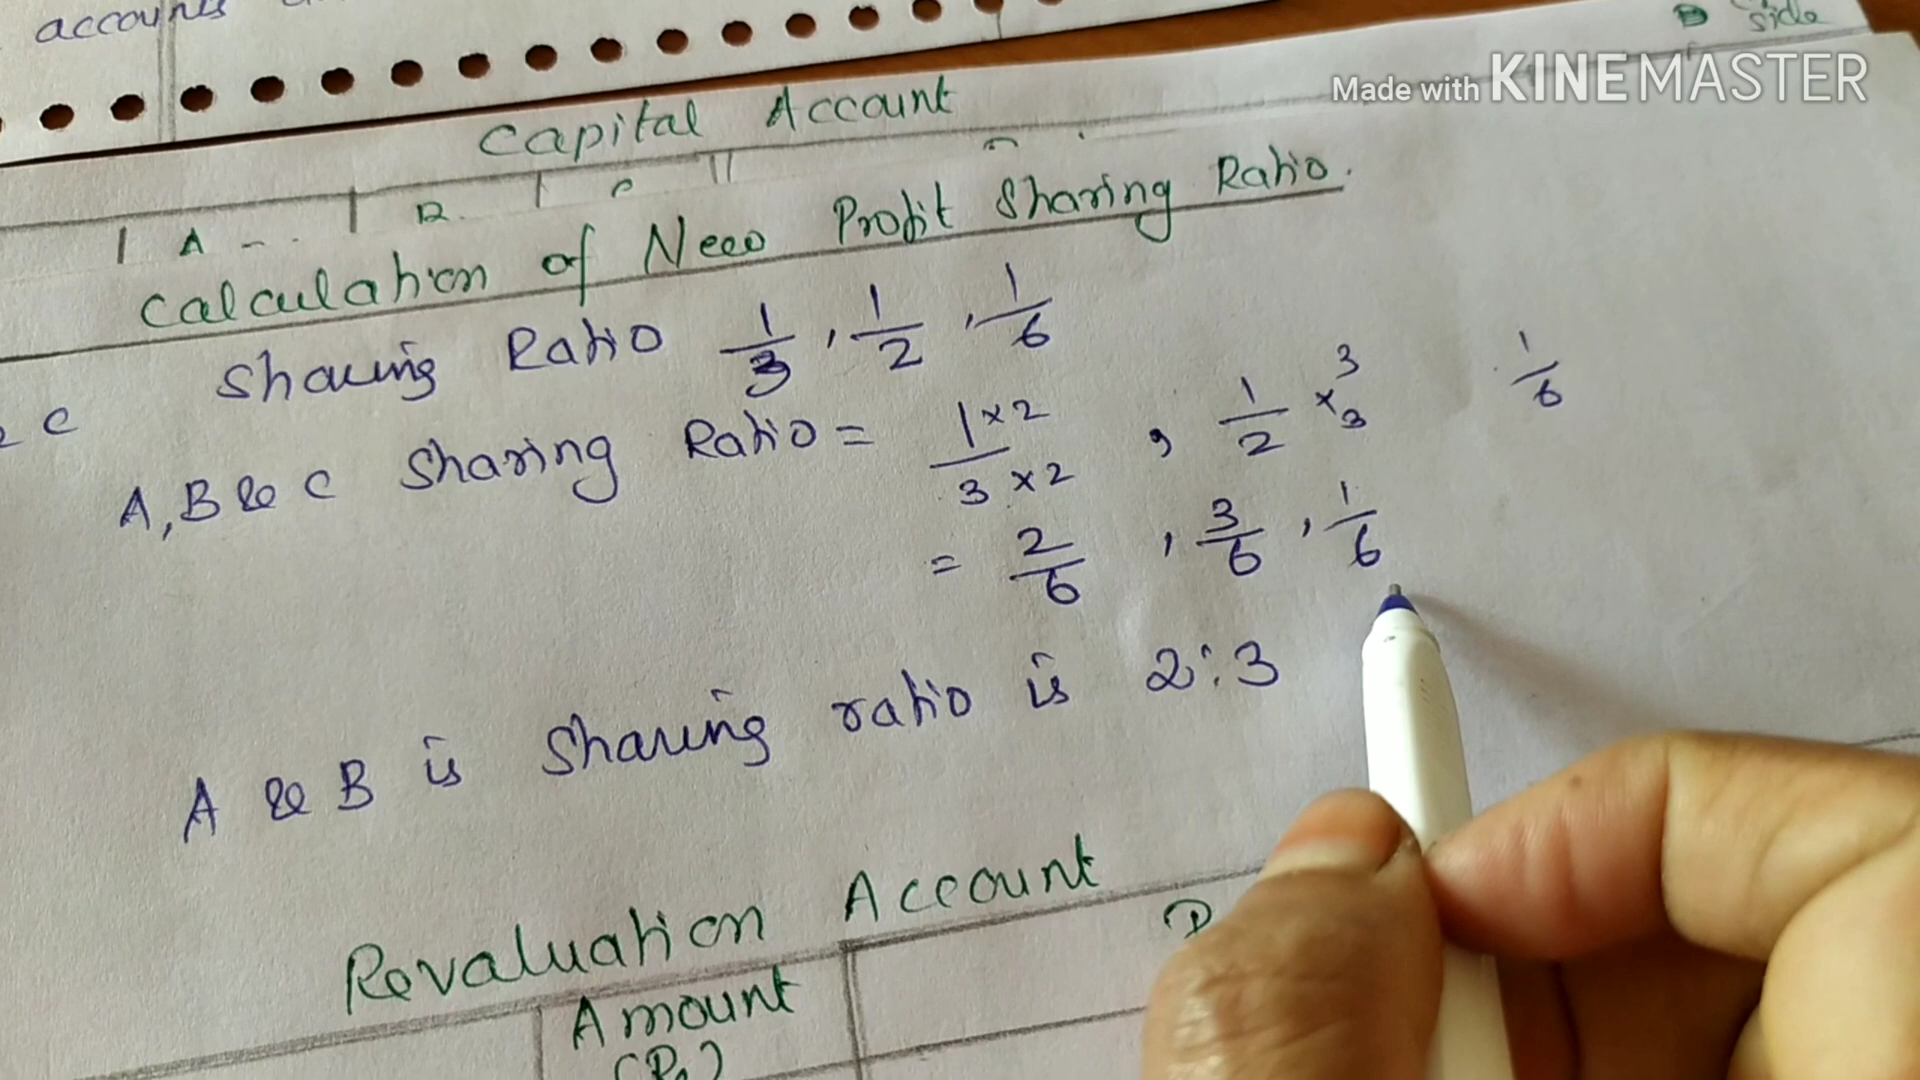 accounts
side
Made with KINEMASTER
Capital Account
A B C
Calculation of New Profit Sharing Ratio.
Sharing Ratio 1/3, 1/2, 1/6
C
A, B & C Sharing Ratio = 1×2/3×2, 1/2 ×3/×3 1/6
= 2/6, 3/6, 1/6
A & B is Sharing ratio is 2:3
Revaluation Account
Amount